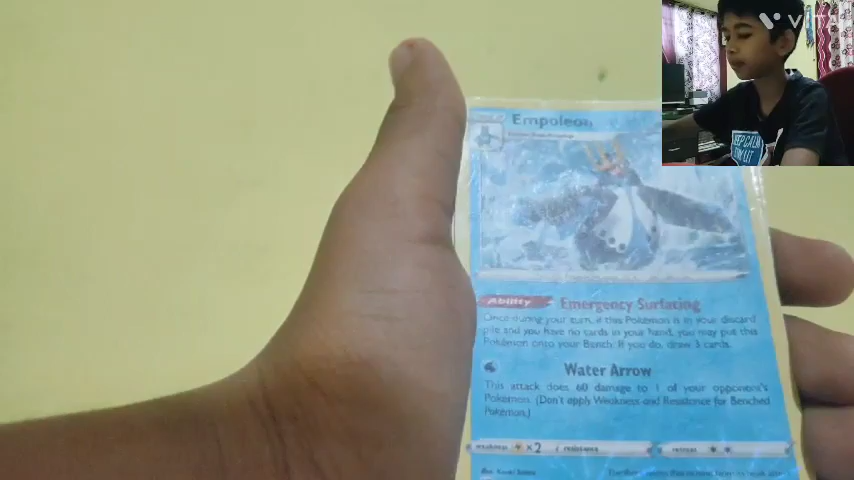 Empoleon
Ability Emergency Surfacing
Once during your turn, if this Pokémon is in your discard
pile and you have no cards in your hand, you may put this
Pokémon onto your Bench. If you do, draw 3 cards.
Water Arrow
This attack does 60 damage to 1 of your opponent's
Pokémon. (Don't apply Weakness and Resistance for Benched
Pokémon.)
weakness ×2 resistance retreat
KEEP CALM